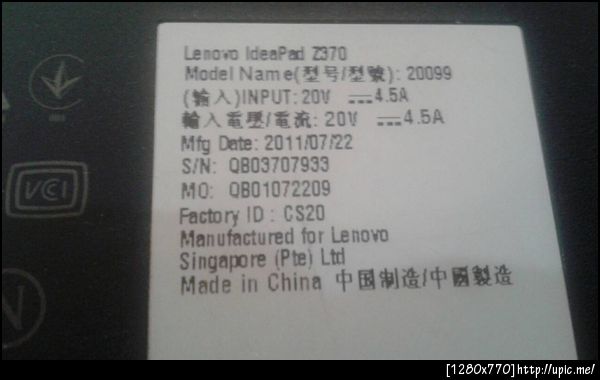 Lenovo IdeaPad Z370
Model Name(型号/型號): 20099
(輸入)INPUT: 20V ⎓4.5A
輸入電壓/電流: 20V ⎓4.5A
Mfg Date: 2011/07/22
S/N: QB03707933
MO: QB01072209
Factory ID : CS20
Manufactured for Lenovo
Singapore (Pte) Ltd
Made in China 中国制造/中國製造
VCI
N
[1280x770]http://upic.me/